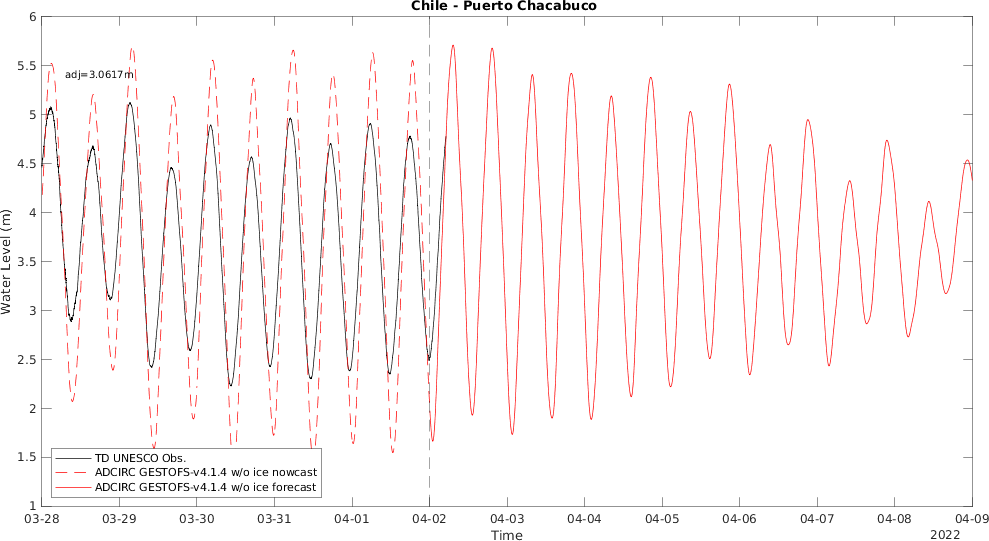 Chile - Puerto Chacabuco
6
5.5
5
4.5
4
3.5
3
2.5
2
1.5
1
Water Level (m)
adj=3.0617m
TD UNESCO Obs.
ADCIRC GESTOFS-v4.1.4 w/o ice nowcast
ADCIRC GESTOFS-v4.1.4 w/o ice forecast
03-28 03-29 03-30 03-31 04-01 04-02 04-03 04-04 04-05 04-06 04-07 04-08 04-09
Time
2022